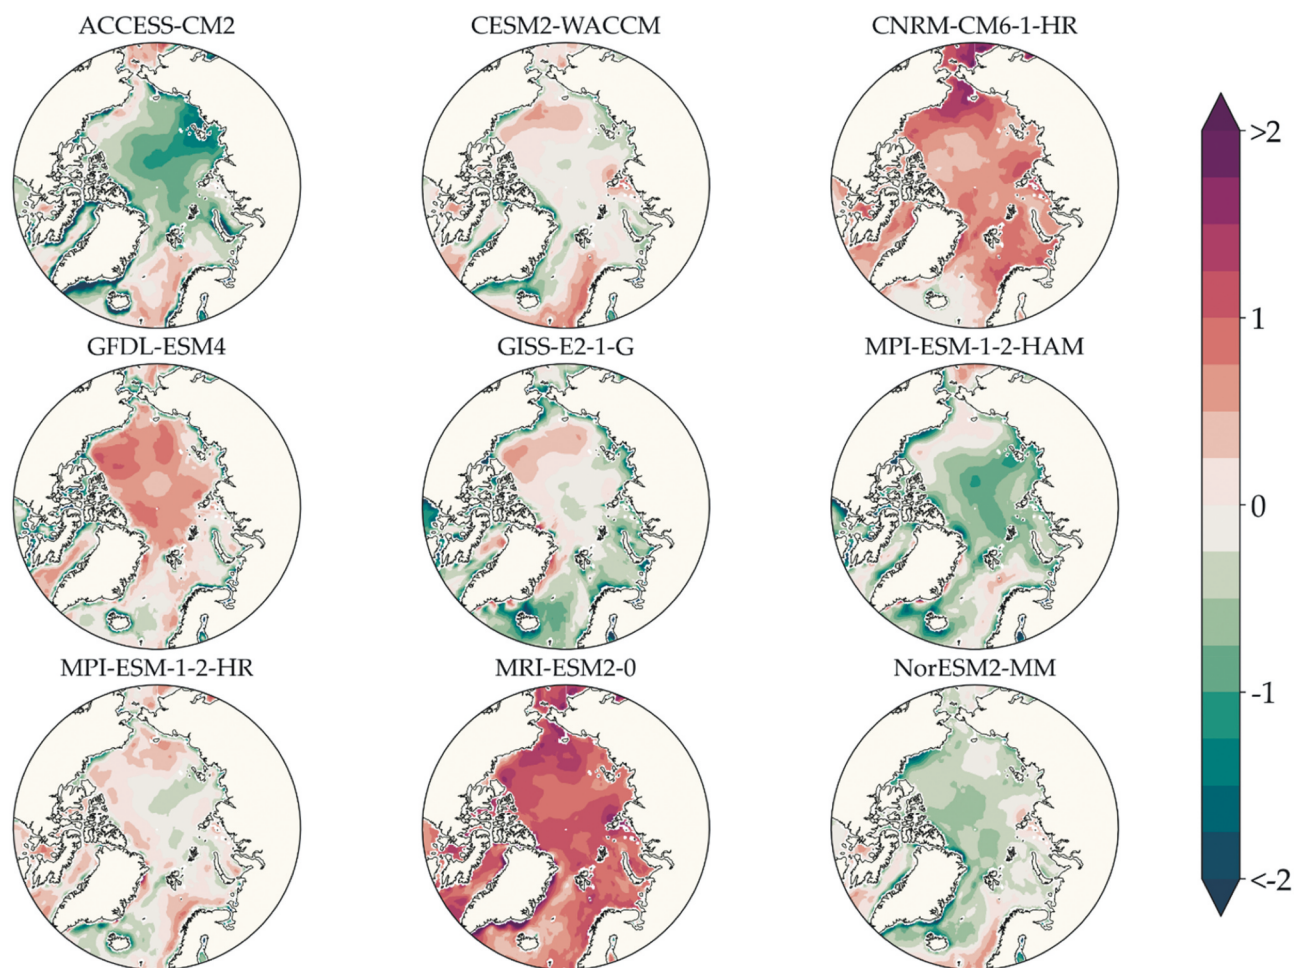 ACCESS-CM2 CESM2-WACCM CNRM-CM6-1-HR
>2
1
GFDL-ESM4 GISS-E2-1-G MPI-ESM-1-2-HAM
0
MPI-ESM-1-2-HR MRI-ESM2-0 NorESM2-MM
-1
<-2